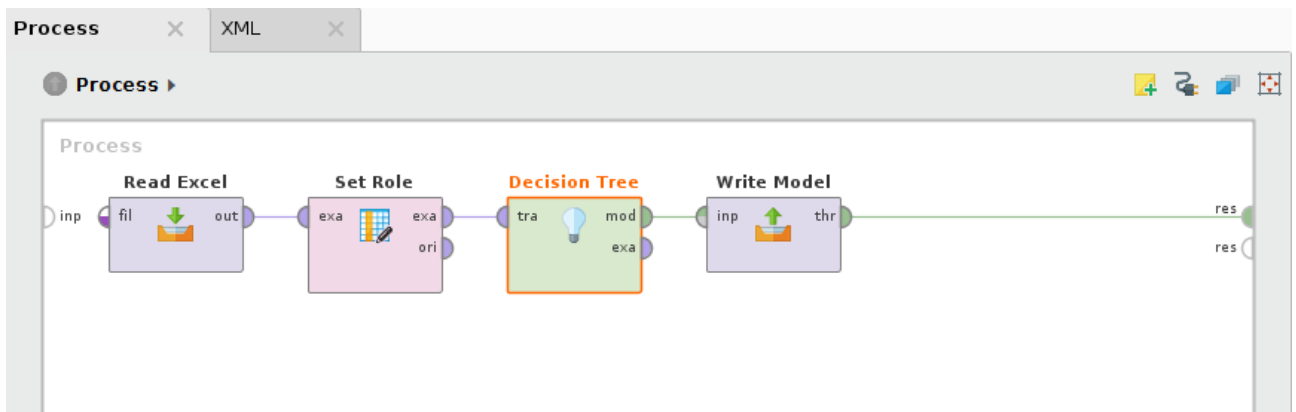 Process XML
Process
Process
Read Excel Set Role Decision Tree Write Model
inp fil out exa exa tra mod inp thr res
ori exa res